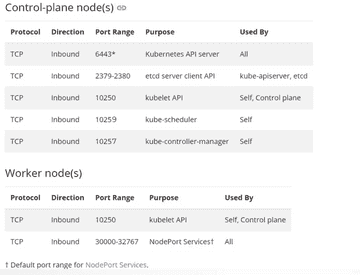 Control-plane node(s)
Protocol Direction Port Range Purpose Used By
TCP Inbound 6443* Kubernetes API server All
TCP Inbound 2379-2380 etcd server client API kube-apiserver, etcd
TCP Inbound 10250 kubelet API Self, Control plane
TCP Inbound 10259 kube-scheduler Self
TCP Inbound 10257 kube-controller-manager Self
Worker node(s)
Protocol Direction Port Range Purpose Used By
TCP Inbound 10250 kubelet API Self, Control plane
TCP Inbound 30000-32767 NodePort Services† All
† Default port range for NodePort Services.